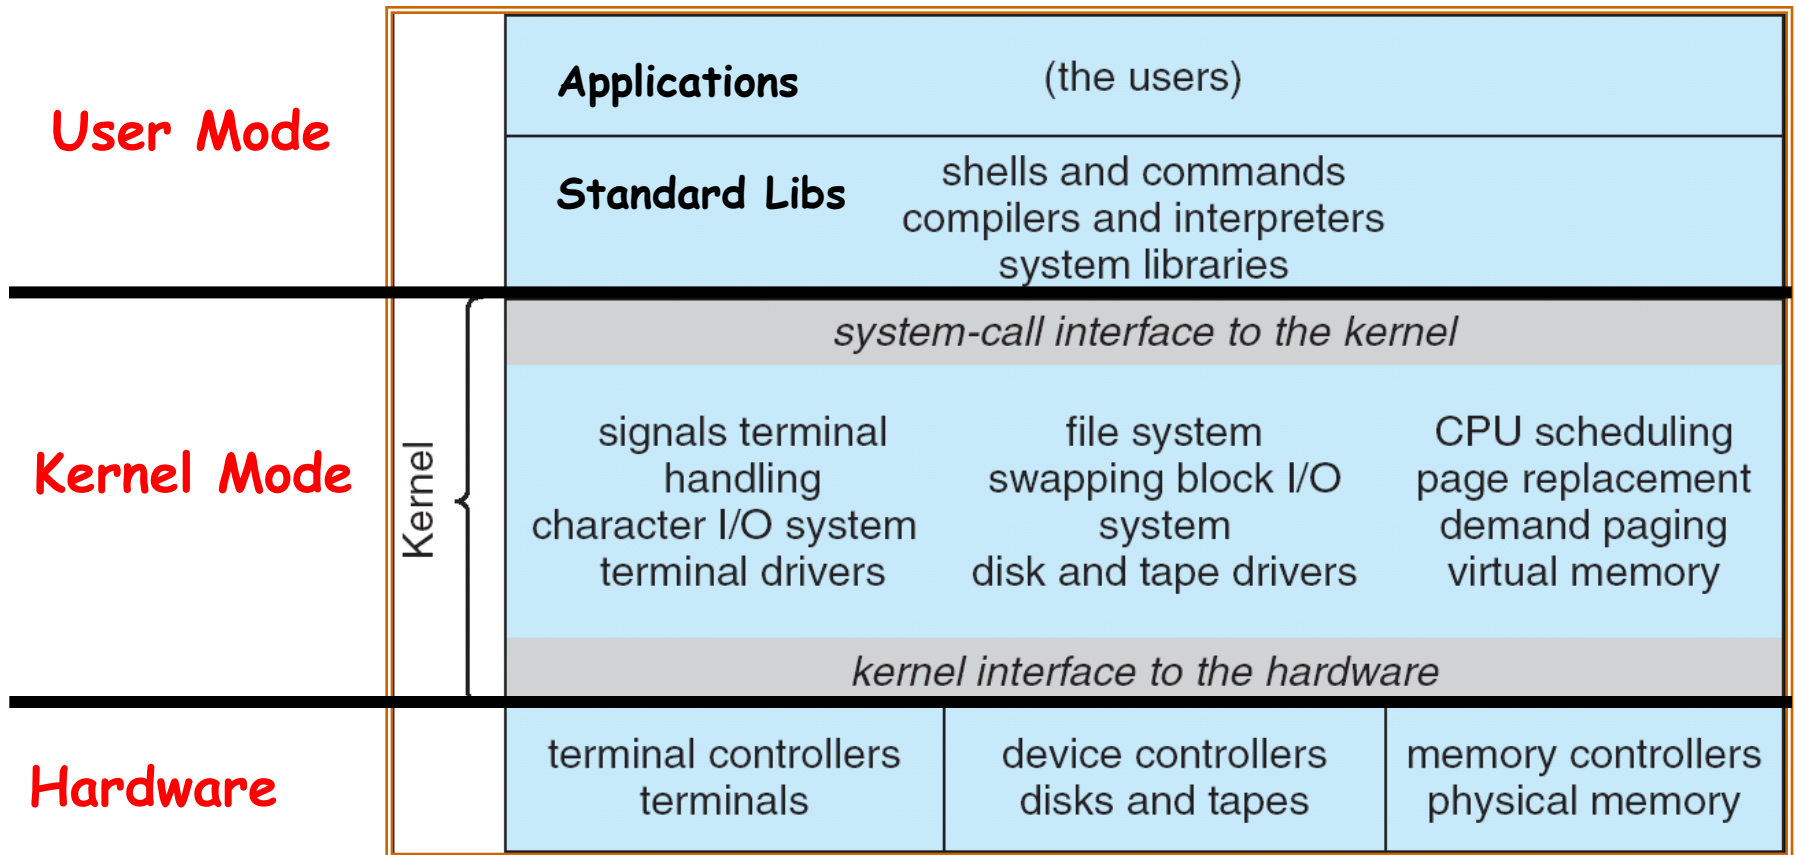 User Mode
Applications
(the users)
Standard Libs
shells and commands
compilers and interpreters
system libraries
Kernel Mode
Kernel
system-call interface to the kernel
signals terminal
handling
character I/O system
terminal drivers
file system
swapping block I/O
system
disk and tape drivers
CPU scheduling
page replacement
demand paging
virtual memory
kernel interface to the hardware
Hardware
terminal controllers
terminals
device controllers
disks and tapes
memory controllers
physical memory